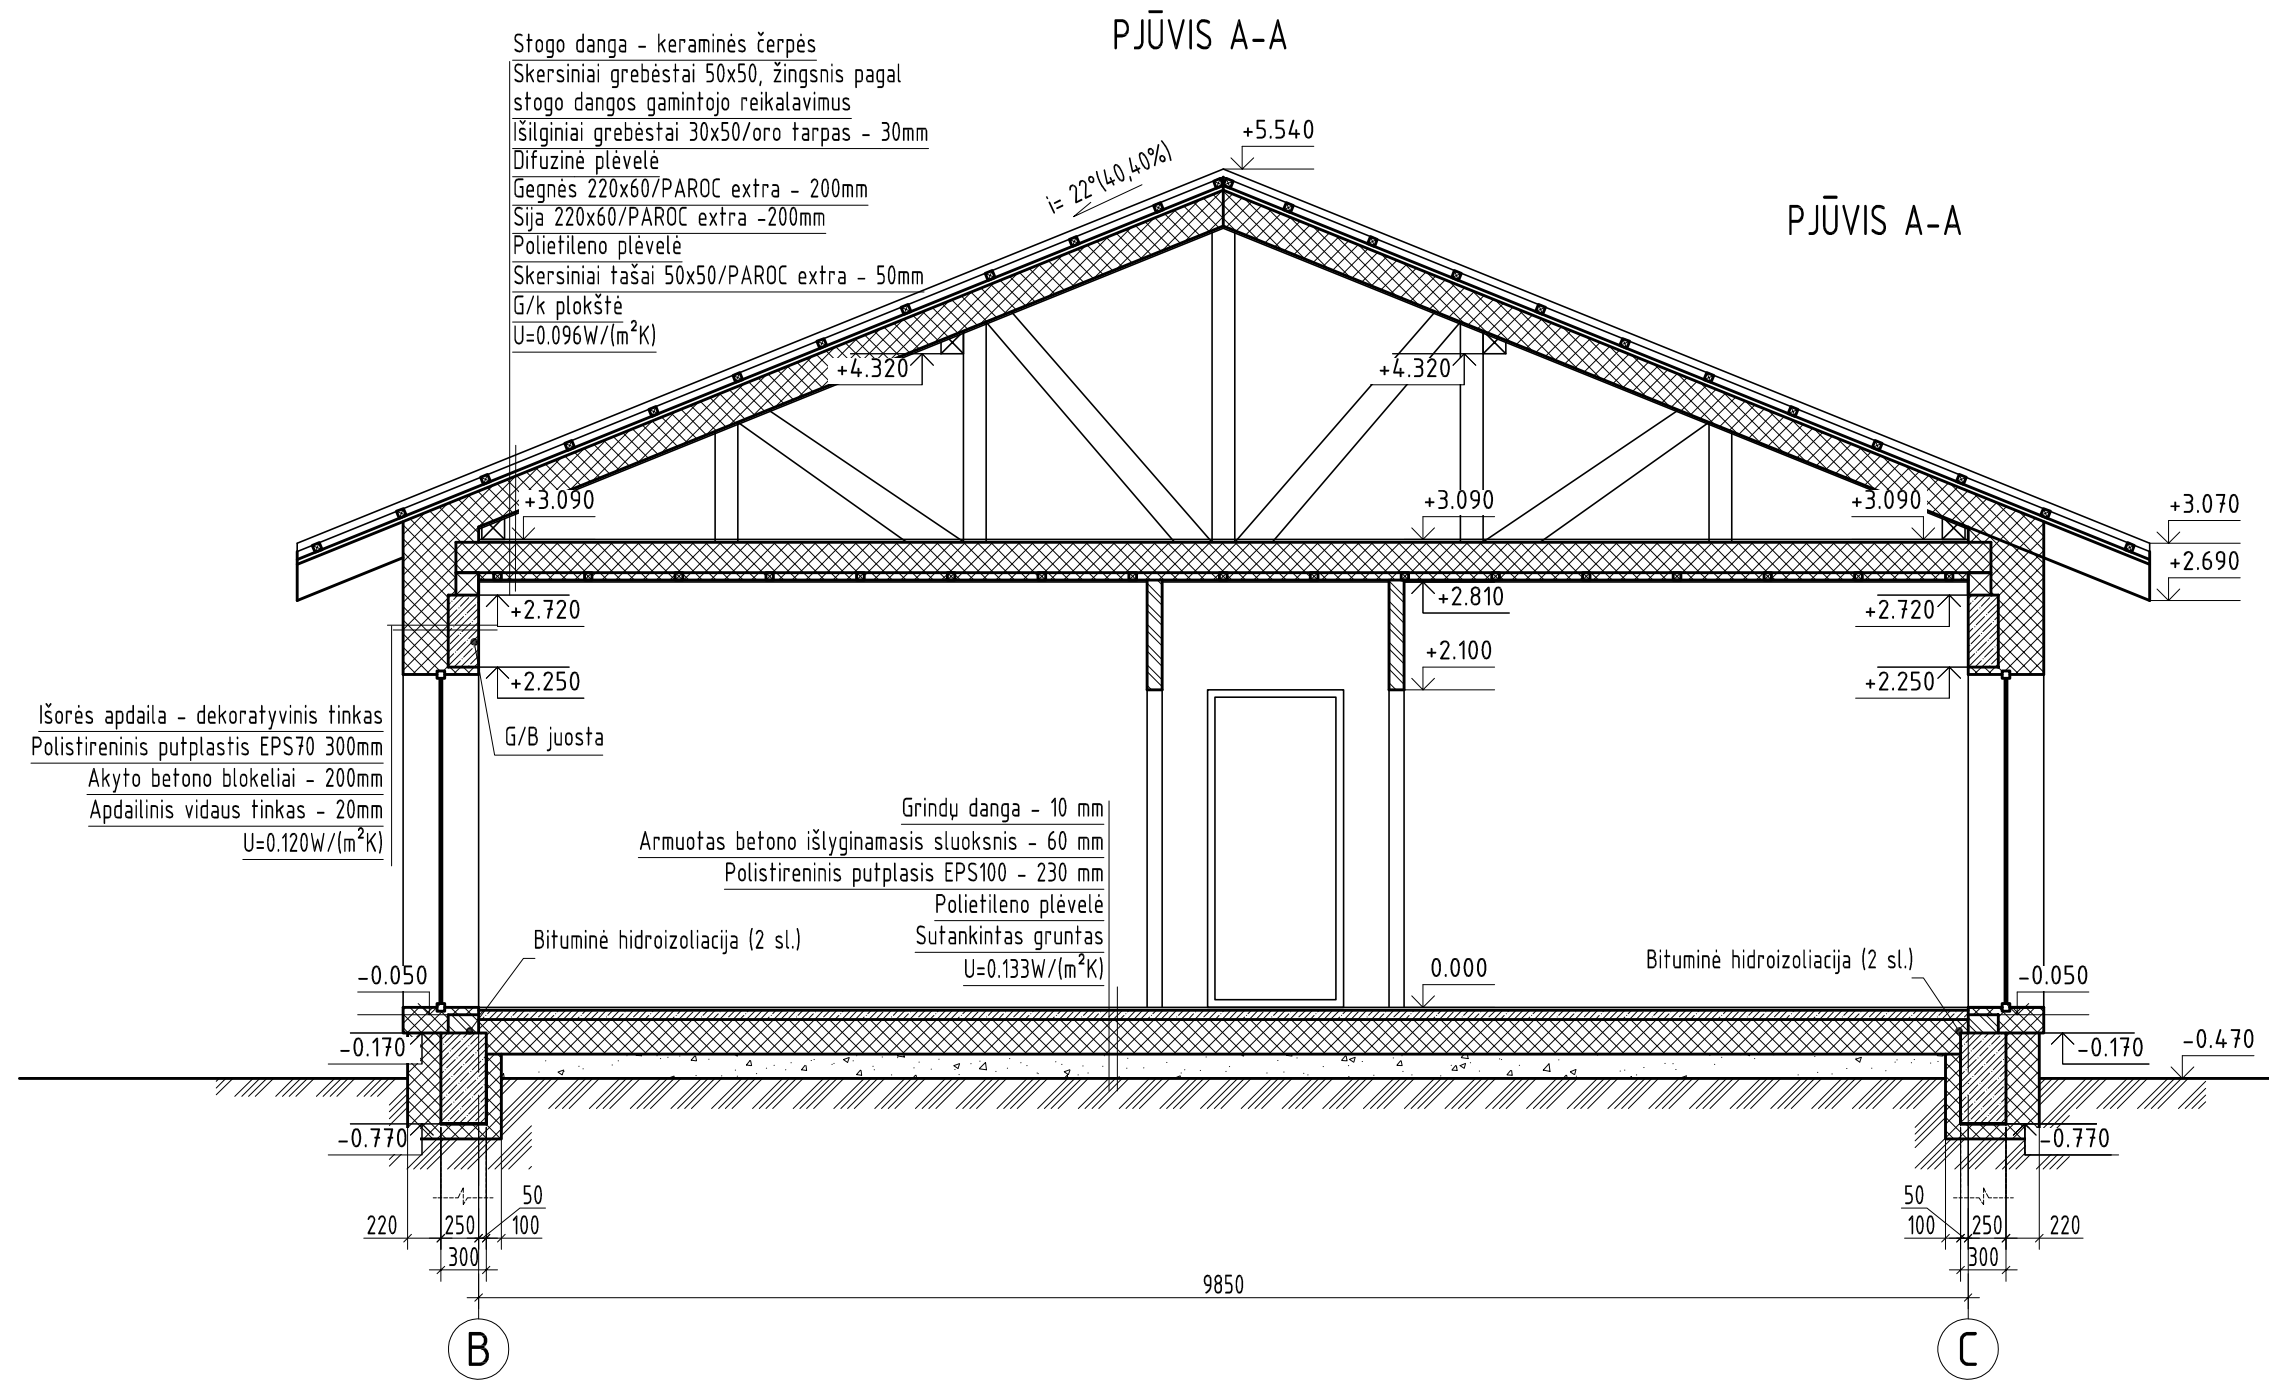 PJŪVIS A-A
Stogo danga - keraminės čerpės
Skersiniai grebėstai 50x50, žingsnis pagal
stogo dangos gamintojo reikalavimus
Išilginiai grebėstai 30x50/oro tarpas - 30mm
Difuzinė plėvelė
Gegnės 220x60/PAROC extra - 200mm
Sija 220x60/PAROC extra -200mm
Polietileno plėvelė
Skersiniai tašai 50x50/PAROC extra - 50mm
G/k plokštė
U=0.096W/(m²K)
i= 22°(40,40%)
+5.540
PJŪVIS A-A
+4.320
+4.320
+3.090
+3.090
+3.090
+3.070
+2.690
+2.720
+2.810
+2.720
+2.250
+2.100
+2.250
G/B juosta
Išorės apdaila - dekoratyvinis tinkas
Polistireninis putplastis EPS70 300mm
Akyto betono blokeliai - 200mm
Apdailinis vidaus tinkas - 20mm
U=0.120W/(m²K)
Grindų danga - 10 mm
Armuotas betono išlyginamasis sluoksnis - 60 mm
Polistireninis putplasis EPS100 - 230 mm
Polietileno plėvelė
Sutankintas gruntas
U=0.133W/(m²K)
Bituminė hidroizoliacija (2 sl.)
Bituminė hidroizoliacija (2 sl.)
-0.050
0.000
-0.050
-0.170
-0.170
-0.470
-0.770
-0.770
50
220
250
100
300
50
100
250
220
300
9850
B
C